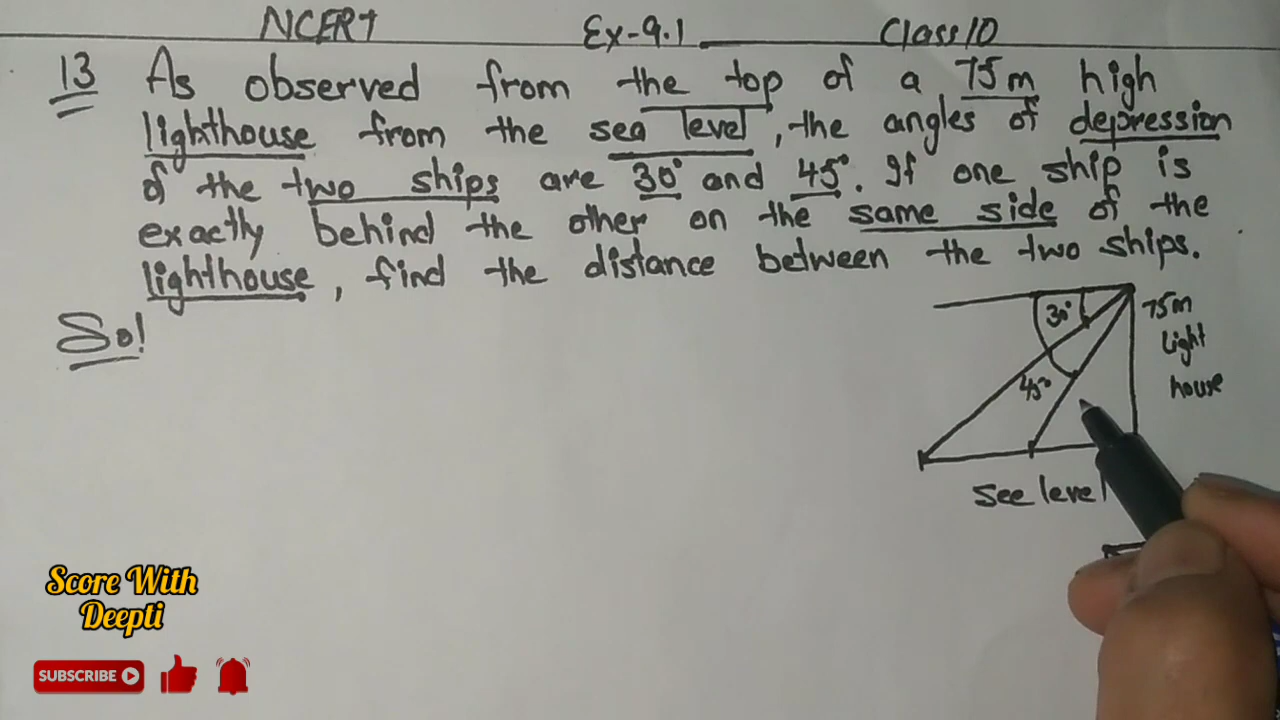 NCERT Ex-9.1 Class 10
13 As observed from the top of a 75m high
lighthouse from the sea level, the angles of depression
of the two ships are 30° and 45°. If one ship is
exactly behind the other on the same side of the
lighthouse, find the distance between the two ships.
Sol
30°
75m
light
house
45°
see level
Score With
Deepti
SUBSCRIBE